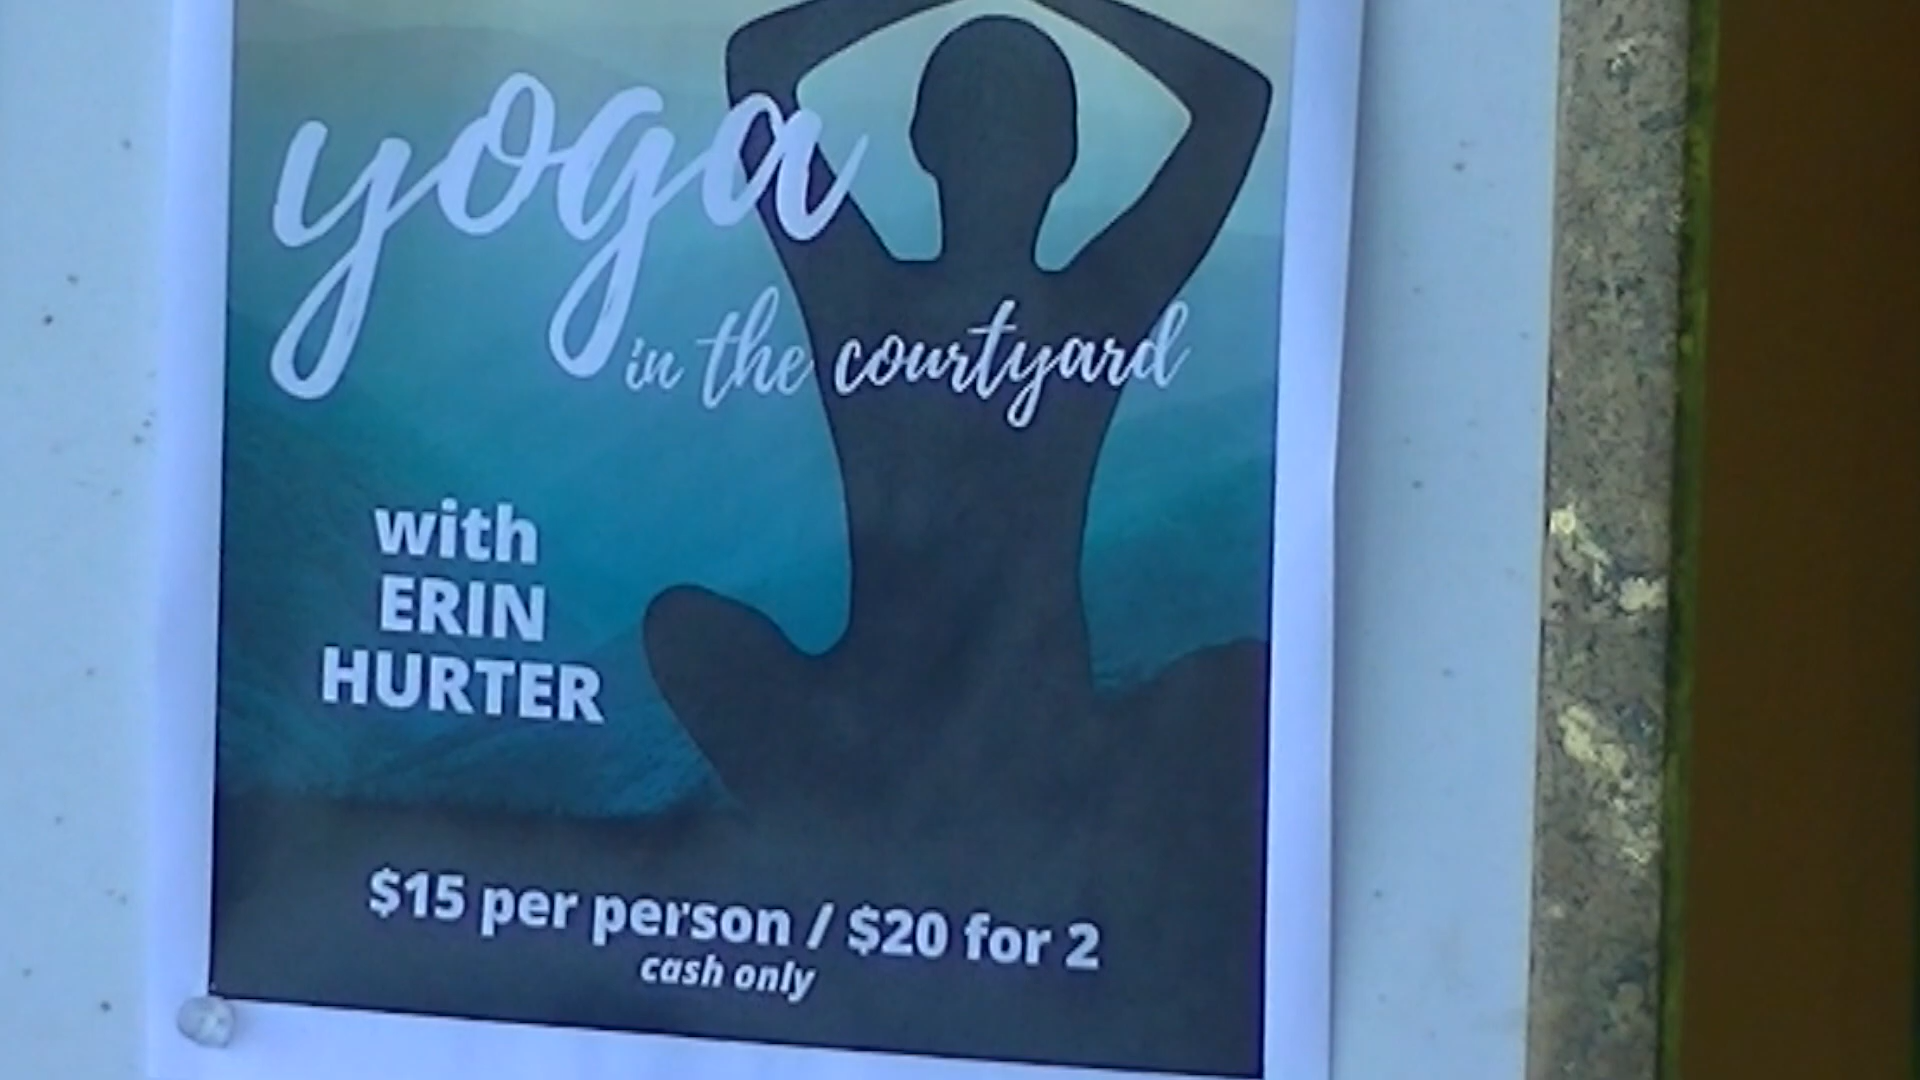 yoga
in the courtyard
with
ERIN
HURTER
$15 per person / $20 for 2
cash only